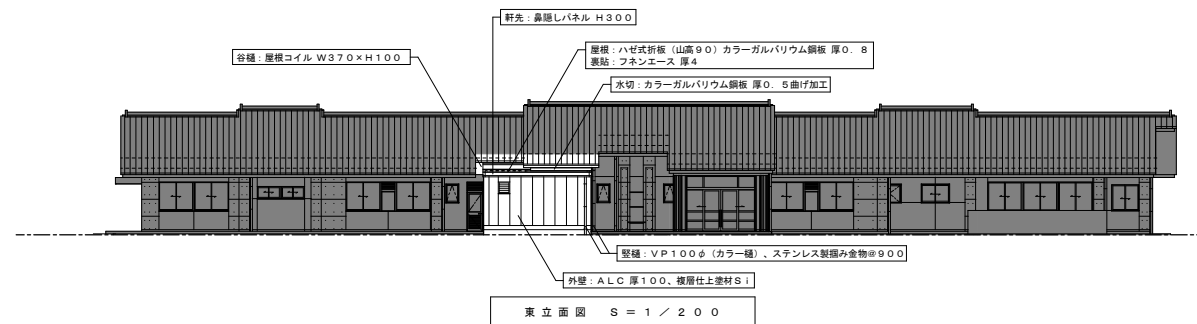 軒先：鼻隠しパネル Ｈ３００
谷樋：屋根コイル Ｗ３７０×Ｈ１００
屋根：ハゼ式折板（山高９０）カラーガルバリウム鋼板 厚０．８
裏貼：フネンエース 厚４
水切：カラーガルバリウム鋼板 厚０．５曲げ加工
竪樋：ＶＰ１００φ（カラー樋）、ステンレス製掴み金物＠９００
外壁：ＡＬＣ 厚１００、複層仕上塗材Ｓｉ
東立面図 Ｓ＝１／２００